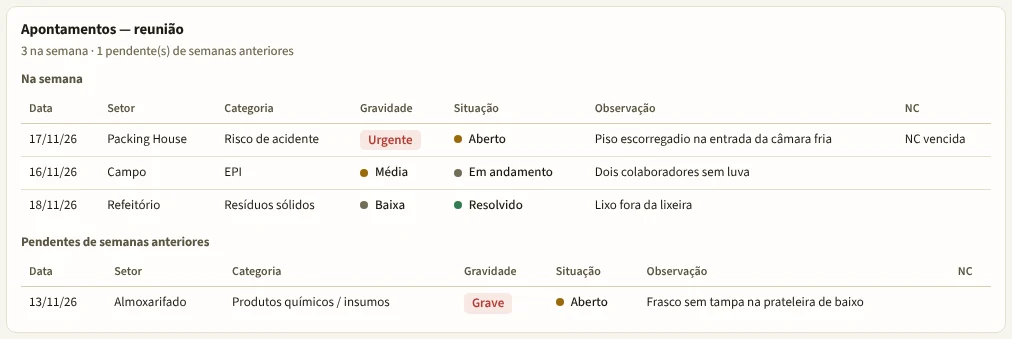 Apontamentos — reunião
3 na semana · 1 pendente(s) de semanas anteriores
Na semana
Data Setor Categoria Gravidade Situação Observação NC
17/11/26 Packing House Risco de acidente Urgente Aberto Piso escorregadio na entrada da câmara fria NC vencida
16/11/26 Campo EPI Média Em andamento Dois colaboradores sem luva
18/11/26 Refeitório Resíduos sólidos Baixa Resolvido Lixo fora da lixeira
Pendentes de semanas anteriores
Data Setor Categoria Gravidade Situação Observação NC
13/11/26 Almoxarifado Produtos químicos / insumos Grave Aberto Frasco sem tampa na prateleira de baixo